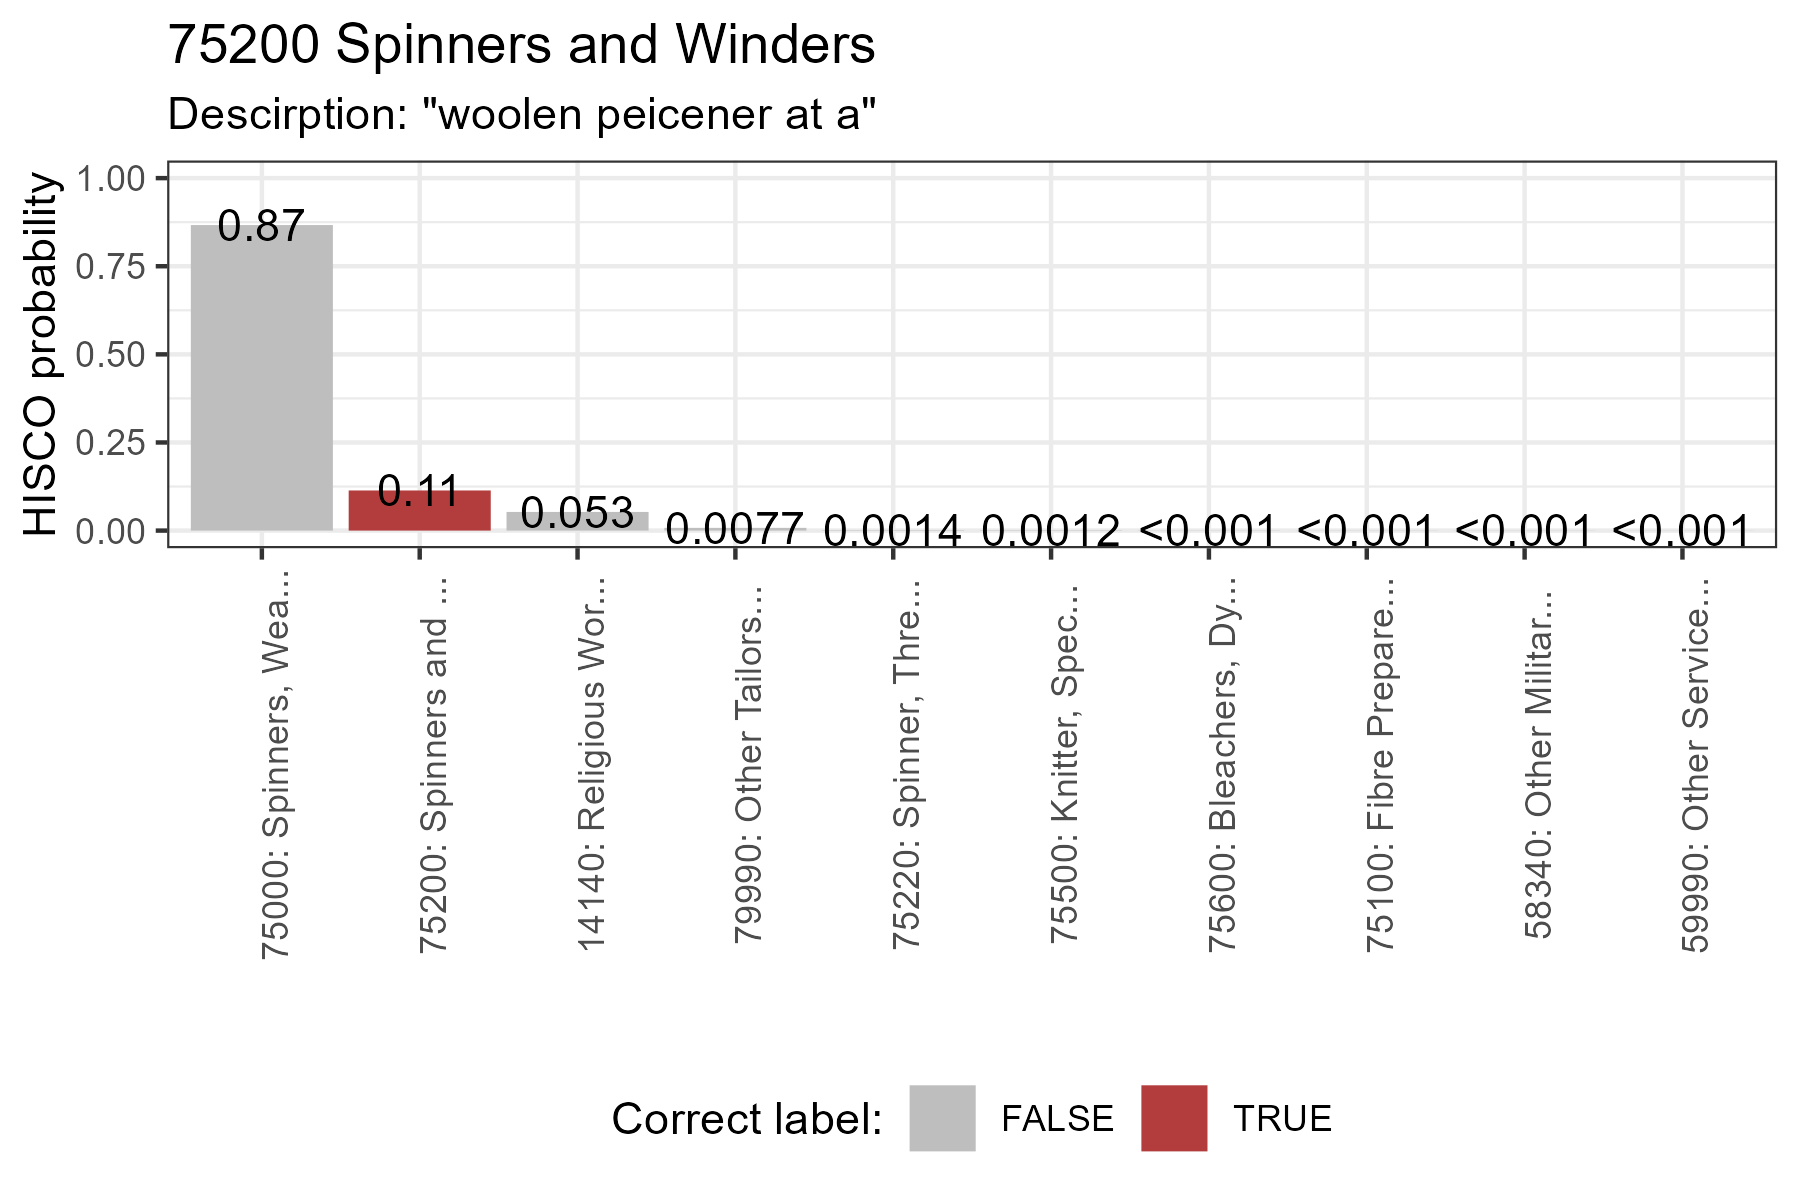 75200 Spinners and Winders
Descirption: "woolen peicener at a"
HISCO probability
1.00
0.75
0.50
0.25
0.00
0.87
0.11
0.053
0.0077
0.0014
0.0012
<0.001
<0.001
<0.001
<0.001
75000: Spinners, Wea...
75200: Spinners and ...
14140: Religious Wor...
79990: Other Tailors...
75220: Spinner, Thre...
75500: Knitter, Spec...
75600: Bleachers, Dy...
75100: Fibre Prepare...
58340: Other Militar...
59990: Other Service...
Correct label: FALSE TRUE